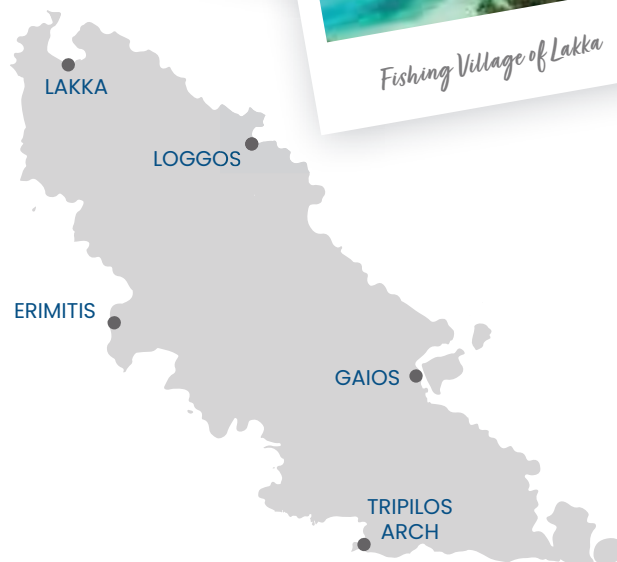 Fishing Village of Lakka
LAKKA
LOGGOS
ERIMITIS
GAIOS
TRIPILOS
ARCH